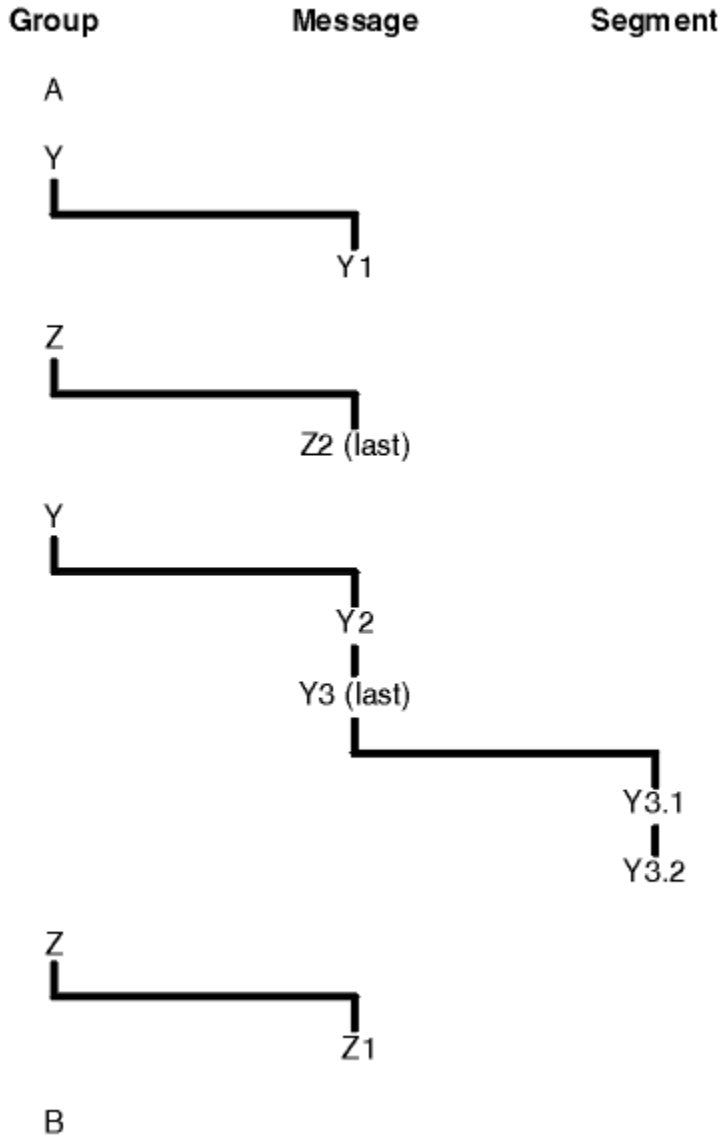 Group Message Segment
A
Y
Y1
Z
Z2 (last)
Y
Y2
Y3 (last)
Y3.1
Y3.2
Z
Z1
B